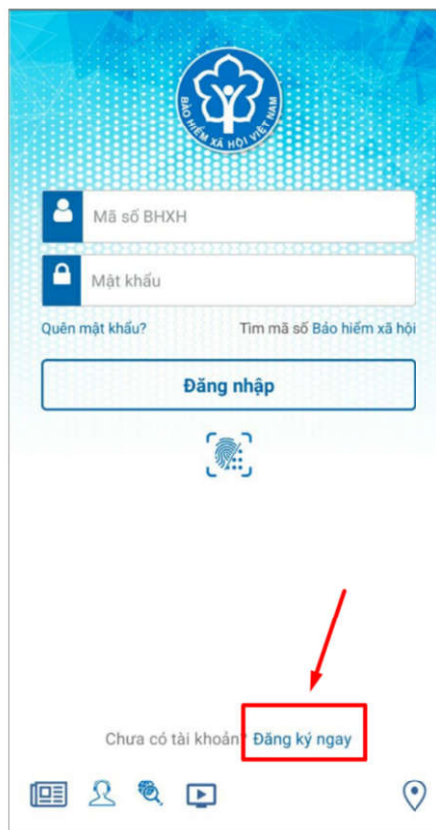 BẢO HIỂM XÃ HỘI VIỆT NAM
Mã số BHXH
Mật khẩu
Quên mật khẩu? Tìm mã số Bảo hiểm xã hội
Đăng nhập
Chưa có tài khoản? Đăng ký ngay